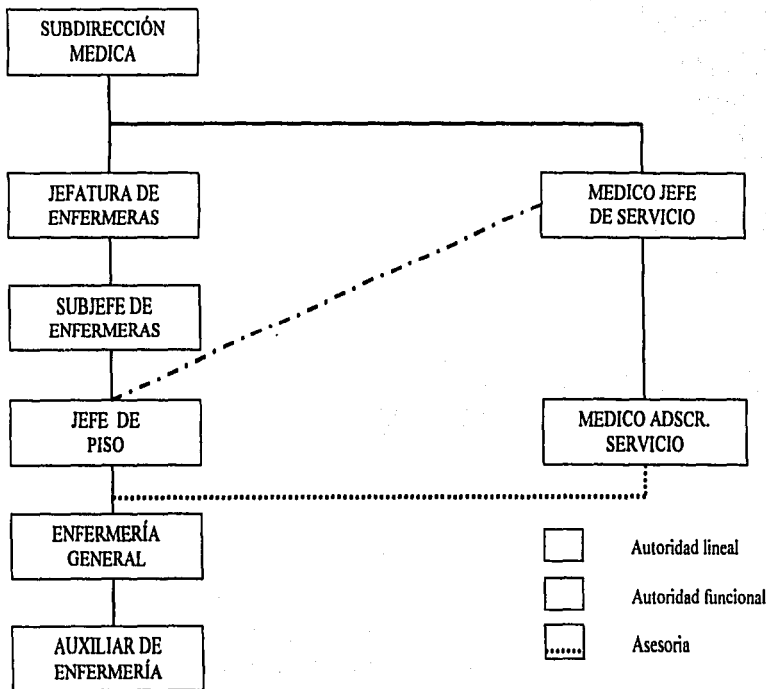 SUBDIRECCIÓN
MEDICA
JEFATURA DE
ENFERMERAS
MEDICO JEFE
DE SERVICIO
SUBJEFE DE
ENFERMERAS
JEFE DE
PISO
MEDICO ADSCR.
SERVICIO
ENFERMERÍA
GENERAL
AUXILIAR DE
ENFERMERÍA
Autoridad lineal
Autoridad funcional
Asesoria